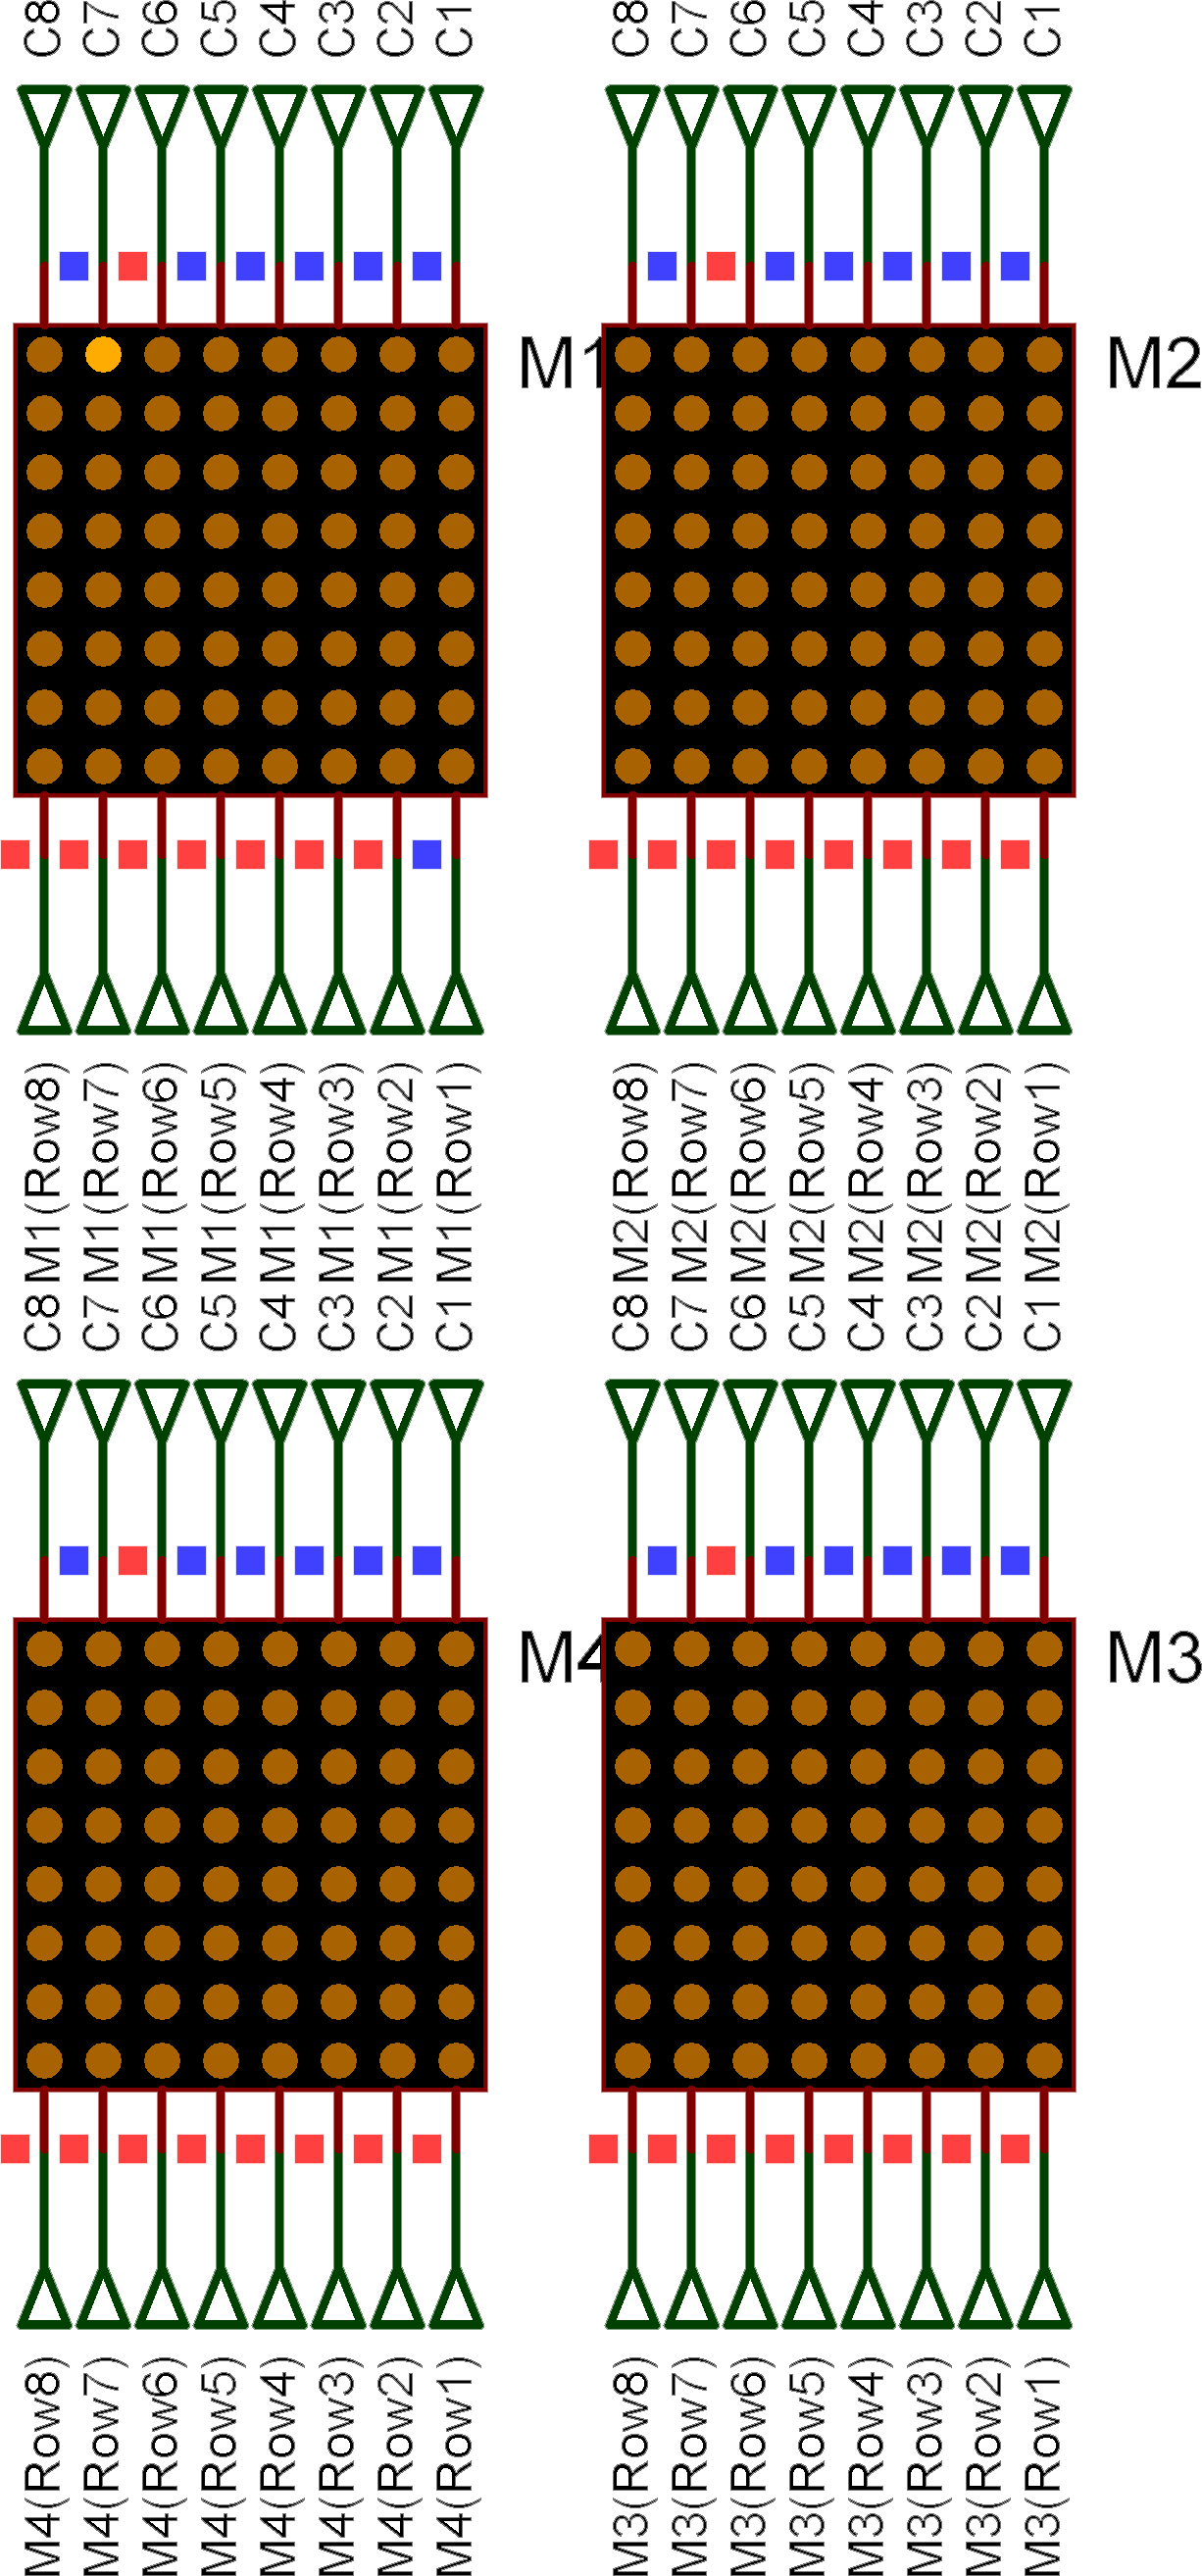 C8 C7 C6 C5 C4 C3 C2 C1
C8 C7 C6 C5 C4 C3 C2 C1
M1
M2
M1(Row8) M1(Row7) M1(Row6) M1(Row5) M1(Row4) M1(Row3) M1(Row2) M1(Row1)
M2(Row8) M2(Row7) M2(Row6) M2(Row5) M2(Row4) M2(Row3) M2(Row2) M2(Row1)
C8 C7 C6 C5 C4 C3 C2 C1
C8 C7 C6 C5 C4 C3 C2 C1
M4
M3
M4(Row8) M4(Row7) M4(Row6) M4(Row5) M4(Row4) M4(Row3) M4(Row2) M4(Row1)
M3(Row8) M3(Row7) M3(Row6) M3(Row5) M3(Row4) M3(Row3) M3(Row2) M3(Row1)